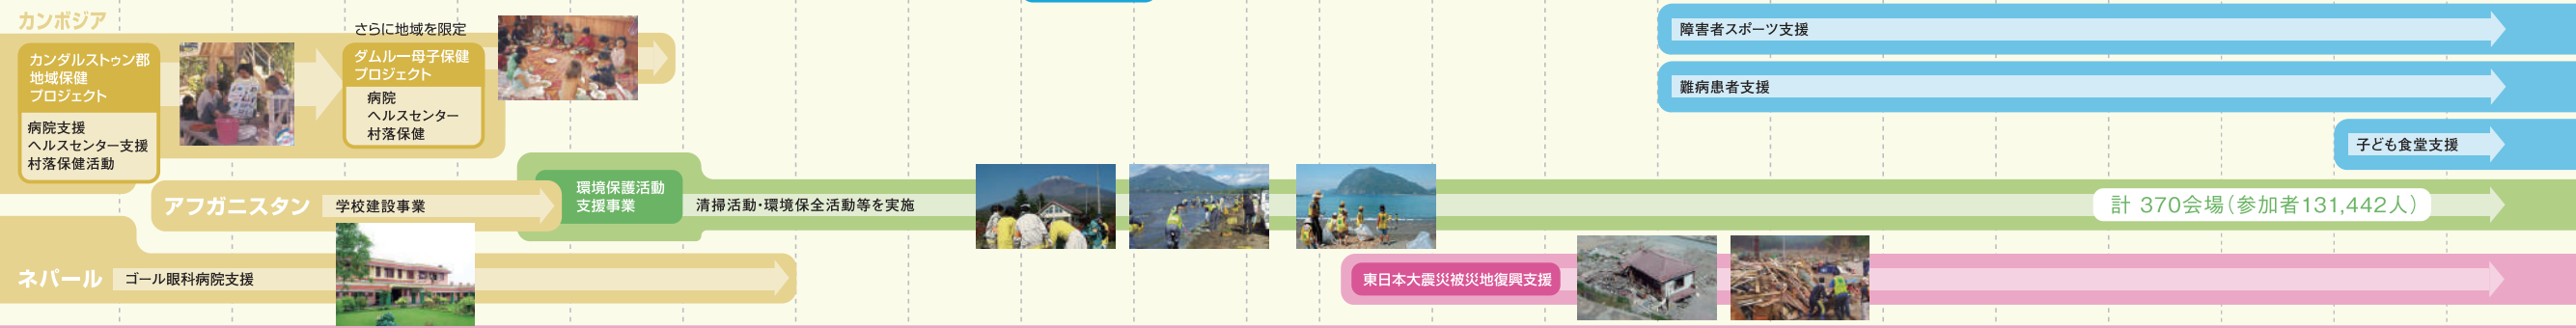 カンボジア
カンダルストゥン郡
地域保健
プロジェクト
病院支援
ヘルスセンター支援
村落保健活動
さらに地域を限定
ダムルー母子保健
プロジェクト
病院
ヘルスセンター
村落保健
障害者スポーツ支援
難病患者支援
子ども食堂支援
アフガニスタン
学校建設事業
環境保護活動
支援事業
清掃活動・環境保全活動等を実施
計 370会場(参加者131,442人)
ネパール
ゴール眼科病院支援
東日本大震災被災地復興支援